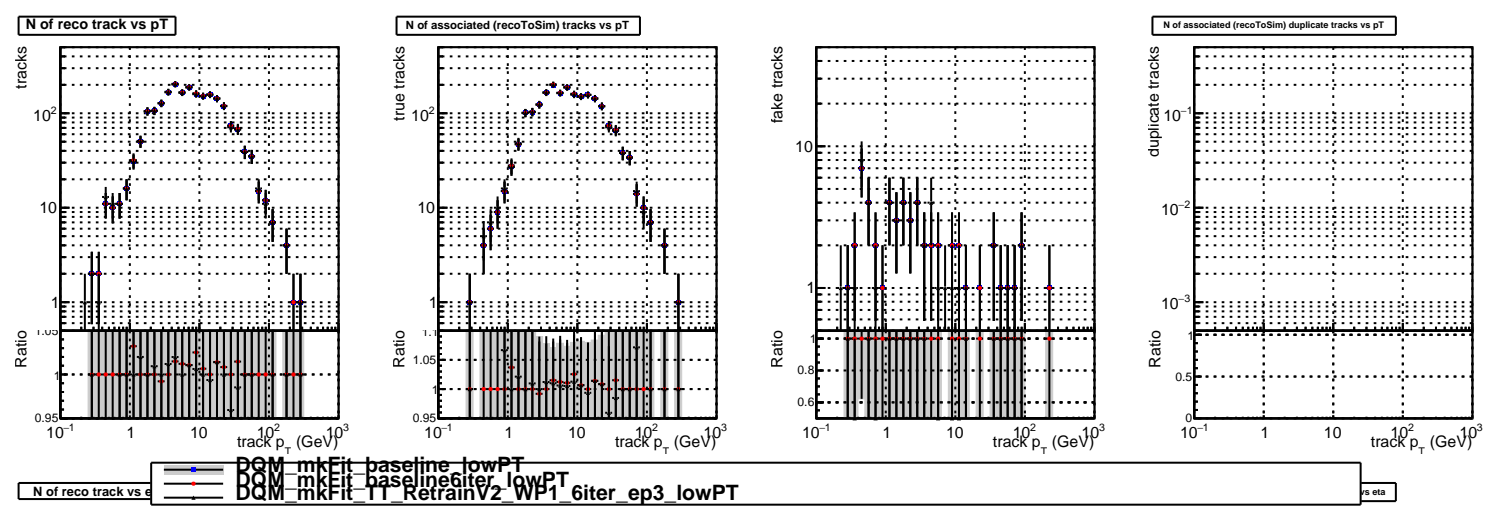 N of reco track vs pT
N of associated (recoToSim) tracks vs pT
N of associated (recoToSim) duplicate tracks vs pT
tracks
10²
10
1
Ratio
1.05
1
0.95
10⁻¹ 1 10 10² 10³
track p_T (GeV)
true tracks
10²
10
1
Ratio
1.1
1.05
1
0.95
10⁻¹ 1 10 10² 10³
track p_T (GeV)
fake tracks
10
1
Ratio
1
0.8
0.6
10⁻¹ 1 10 10² 10³
track p_T (GeV)
duplicate tracks
10⁻¹
10⁻²
10⁻³
Ratio
1
0.5
0
10⁻¹ 1 10 10² 10³
track p_T (GeV)
DQM_mkFit_baseline_lowPT
DQM_mkFit_baseline6iter_lowPT
DQM_mkFit_TT_RetrainV2_WP1_6iter_ep3_lowPT
N of reco track vs e
vs eta